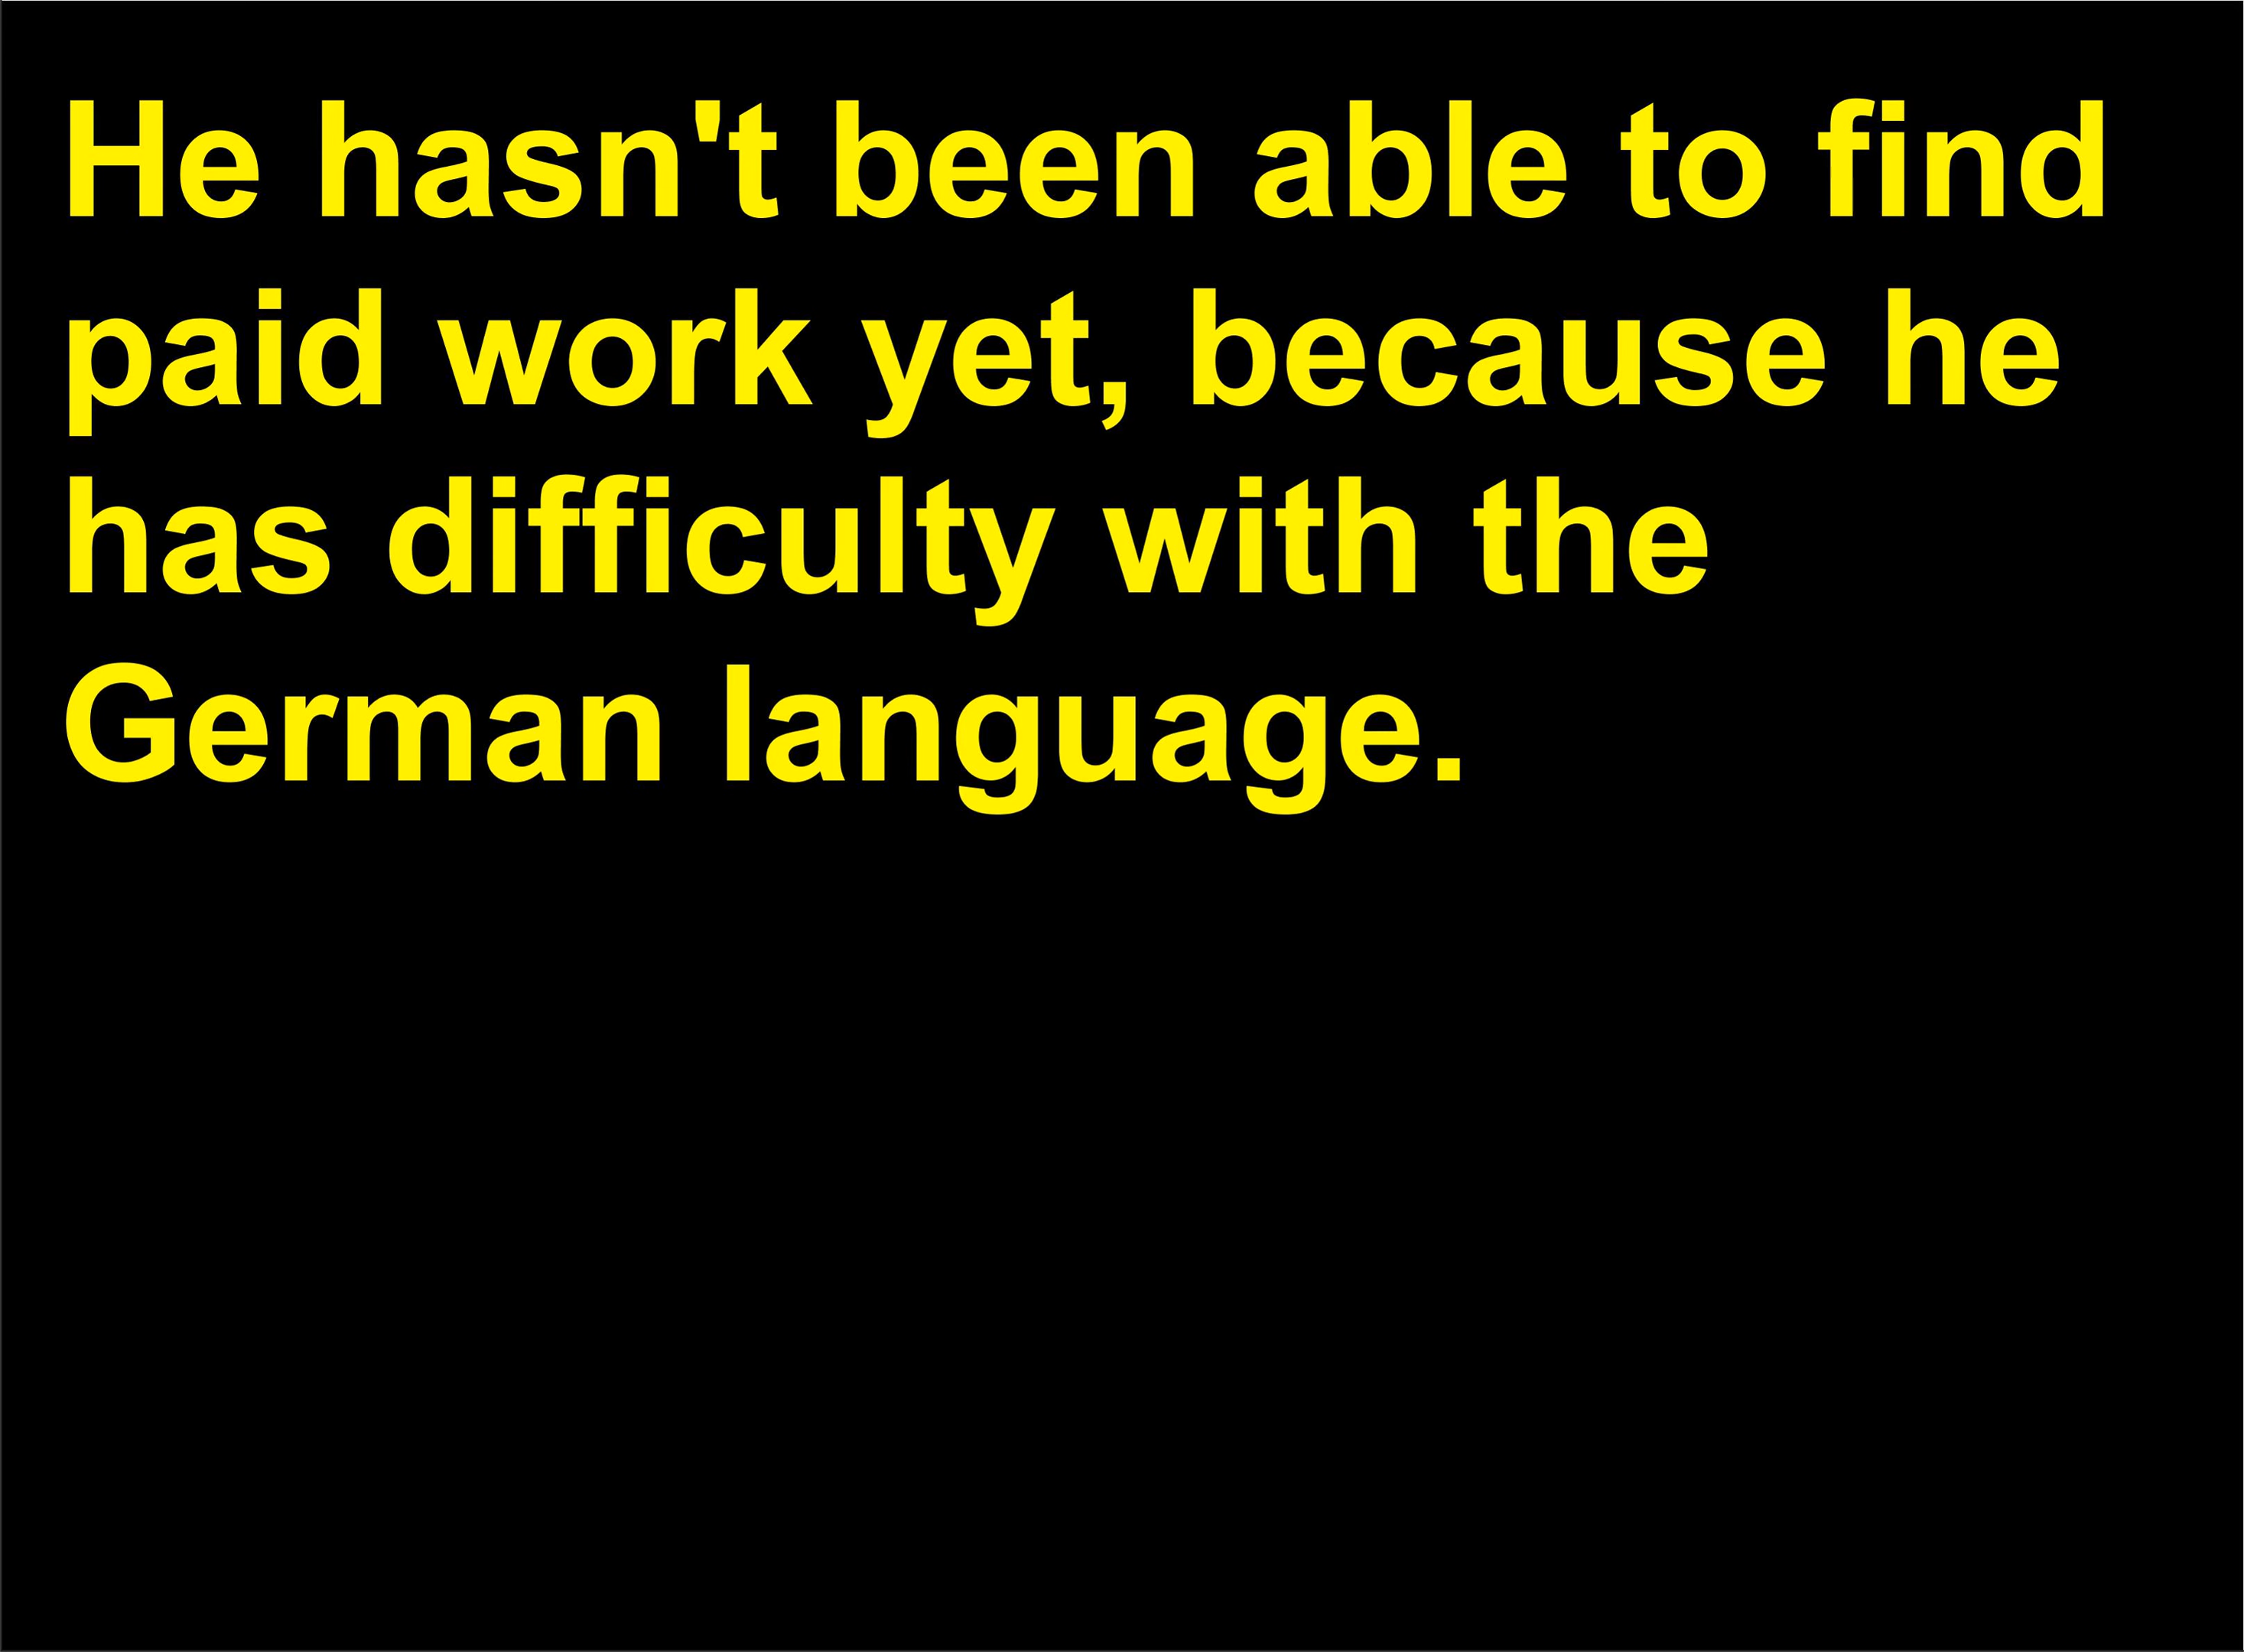 He hasn't been able to find
paid work yet, because he
has difficulty with the
German language.